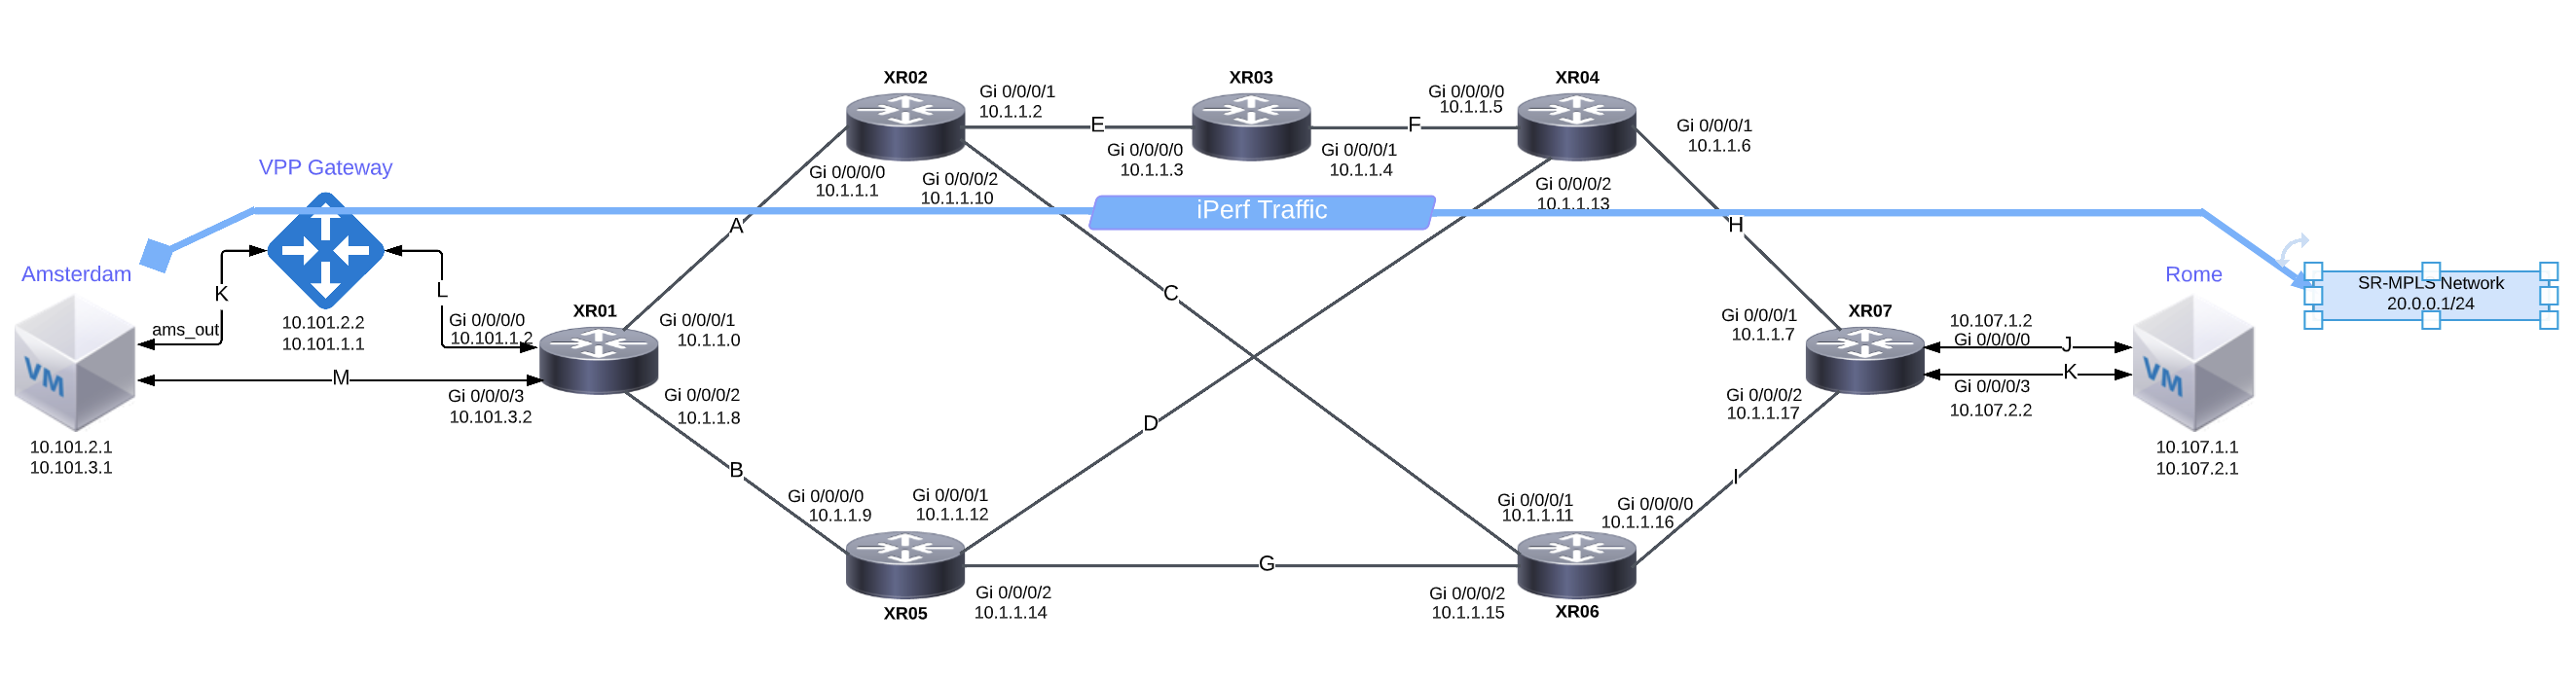 XR02
Gi 0/0/0/1
10.1.1.2
E
XR03
F
Gi 0/0/0/0
10.1.1.5
XR04
Gi 0/0/0/1
10.1.1.6
Gi 0/0/0/0
10.1.1.3
Gi 0/0/0/1
10.1.1.4
VPP Gateway
Gi 0/0/0/0
10.1.1.1
Gi 0/0/0/2
10.1.1.10
Gi 0/0/0/2
10.1.1.13
iPerf Traffic
A
H
Amsterdam
Rome
K
L
C
SR-MPLS Network
20.0.0.1/24
ams_out
10.101.2.2
10.101.1.1
Gi 0/0/0/0
10.101.1.2
XR01
Gi 0/0/0/1
10.1.1.0
Gi 0/0/0/1
10.1.1.7
XR07
10.107.1.2
Gi 0/0/0/0
J
VM
M
Gi 0/0/0/3
10.101.3.2
Gi 0/0/0/2
10.1.1.8
Gi 0/0/0/2
10.1.1.17
K
Gi 0/0/0/3
10.107.2.2
VM
10.101.2.1
10.101.3.1
D
10.107.1.1
10.107.2.1
B
I
Gi 0/0/0/0
10.1.1.9
Gi 0/0/0/1
10.1.1.12
Gi 0/0/0/1
10.1.1.11
Gi 0/0/0/0
10.1.1.16
G
XR05
Gi 0/0/0/2
10.1.1.14
Gi 0/0/0/2
10.1.1.15
XR06